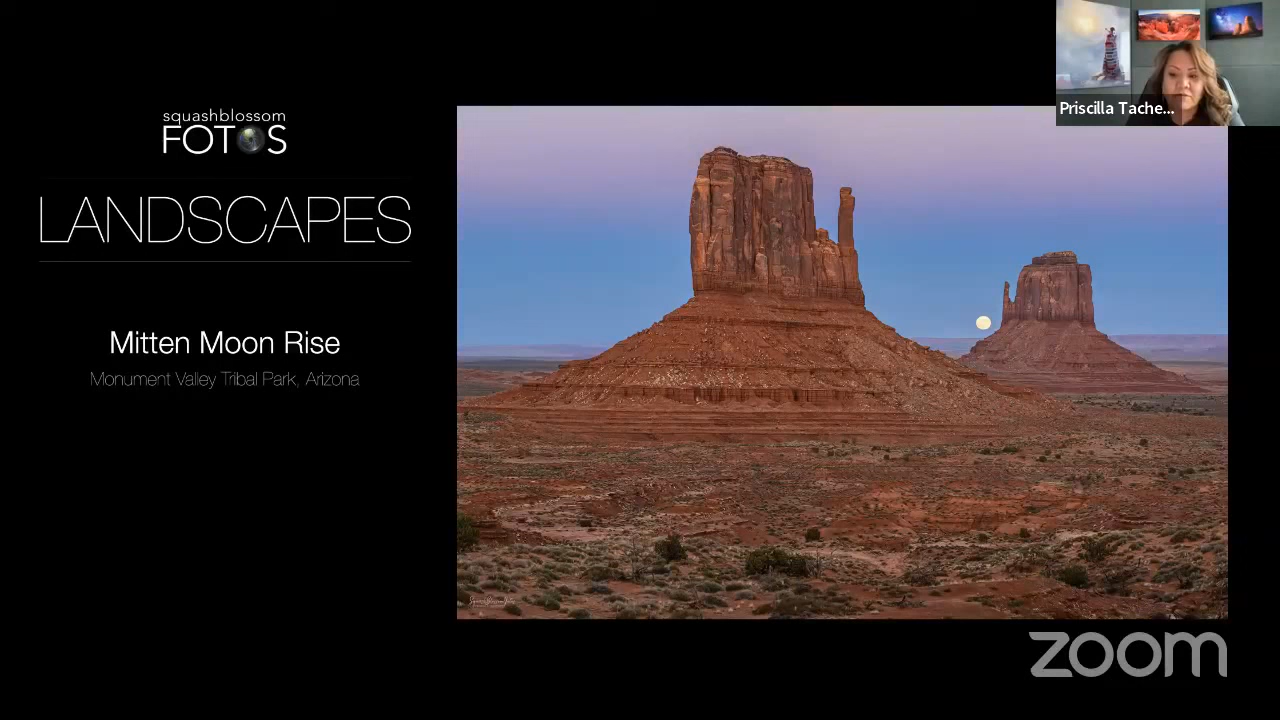 squashblossom
FOTOS
LANDSCAPES
Mitten Moon Rise
Monument Valley Tribal Park, Arizona
Priscilla Tache...
zoom